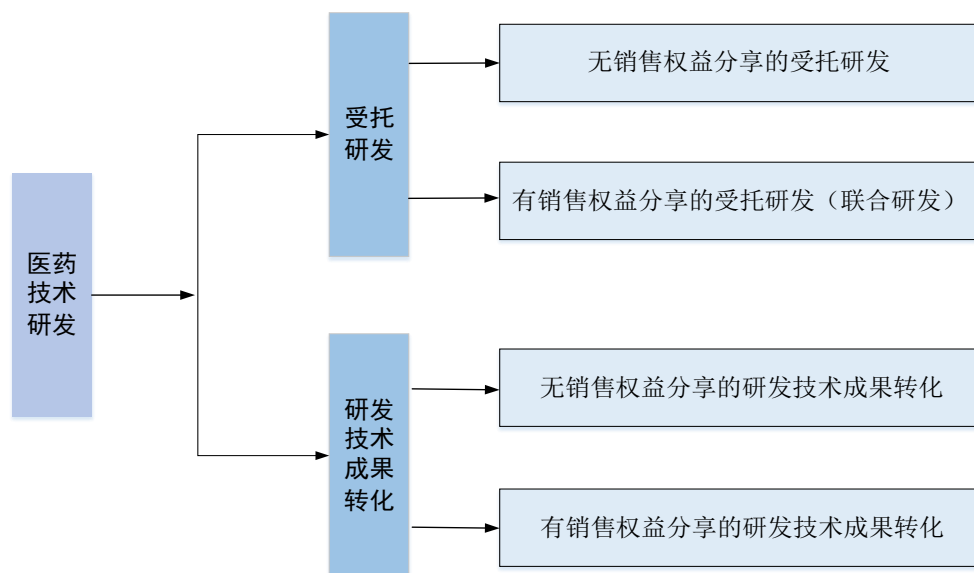 医药
技术
研发
受托
研发
无销售权益分享的受托研发
有销售权益分享的受托研发（联合研发）
研发
技术
成果
转化
无销售权益分享的研发技术成果转化
有销售权益分享的研发技术成果转化